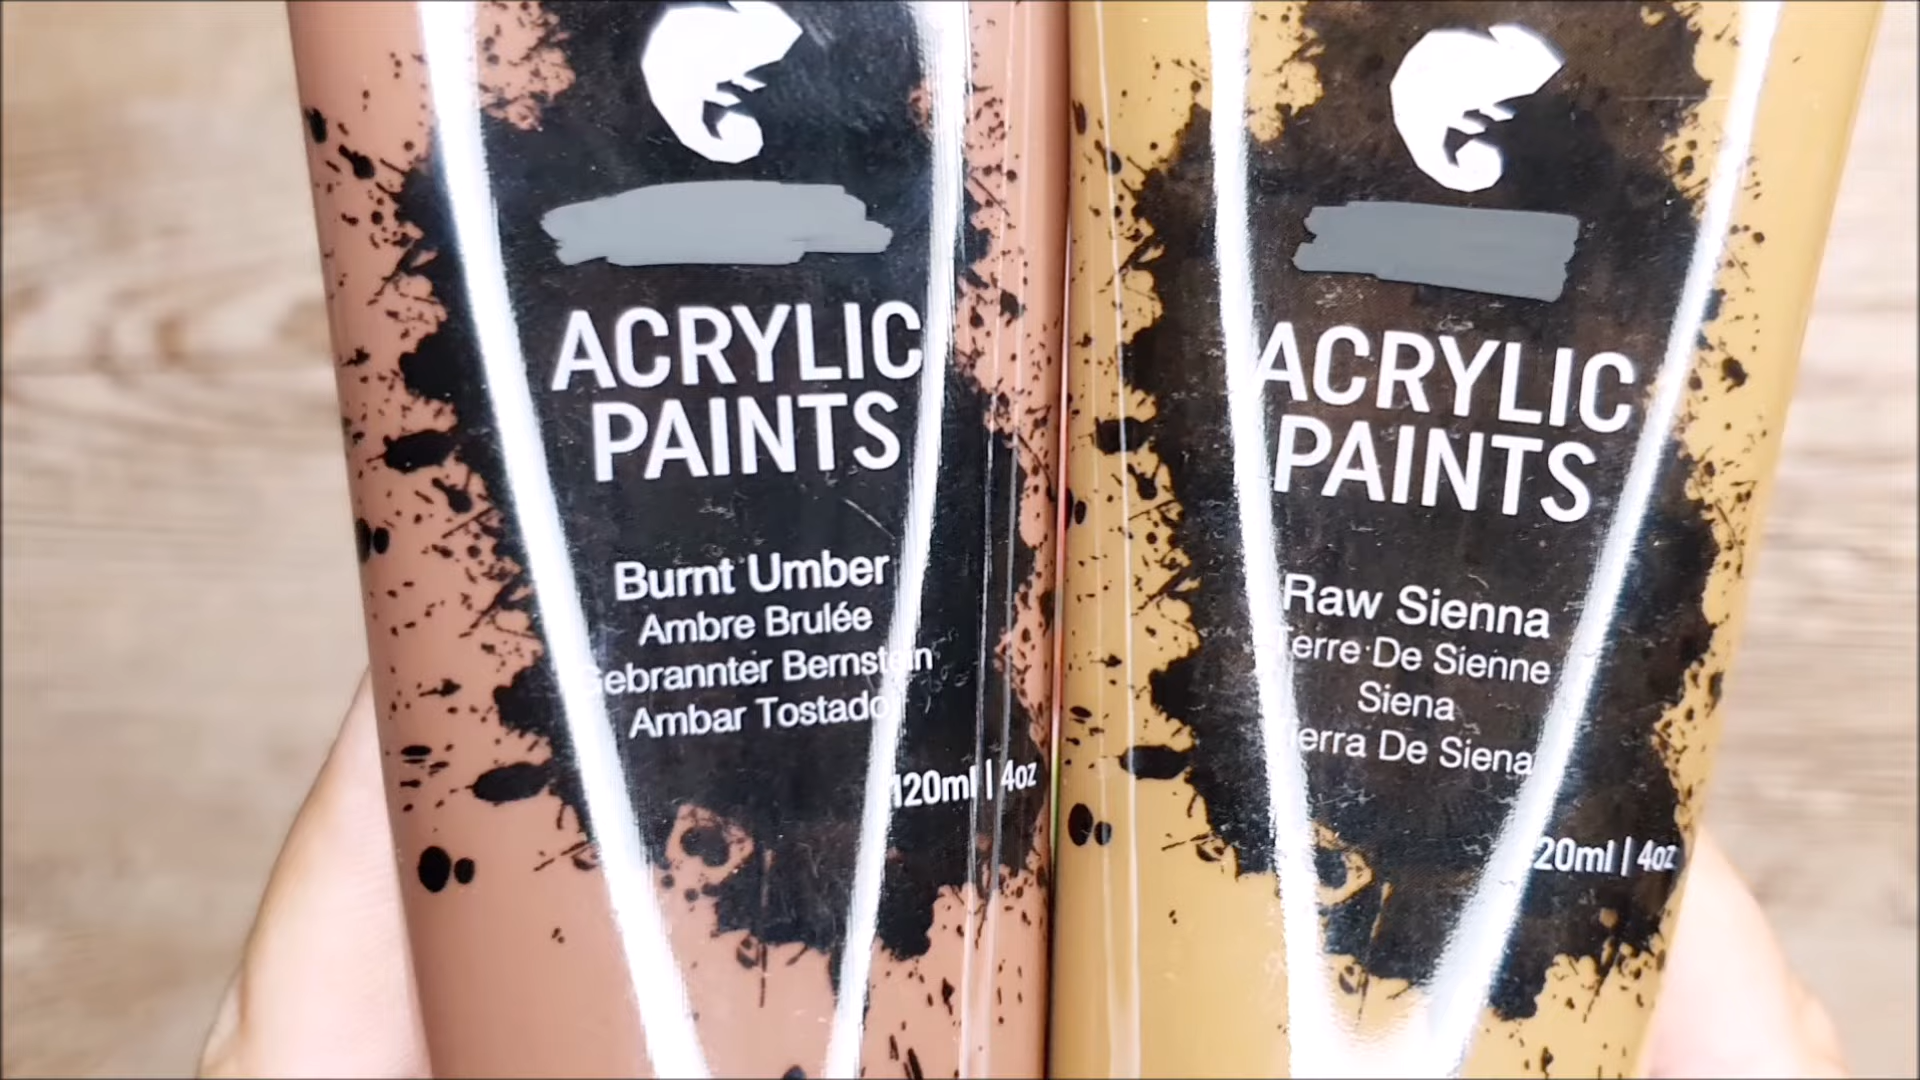 ACRYLIC
PAINTS
Burnt Umber
Ambre Brulée
Gebrannter Bernstein
Ambar Tostado
120ml | 4oz
ACRYLIC
PAINTS
Raw Sienna
Terre De Sienne
Siena
Tierra De Siena
120ml | 4oz